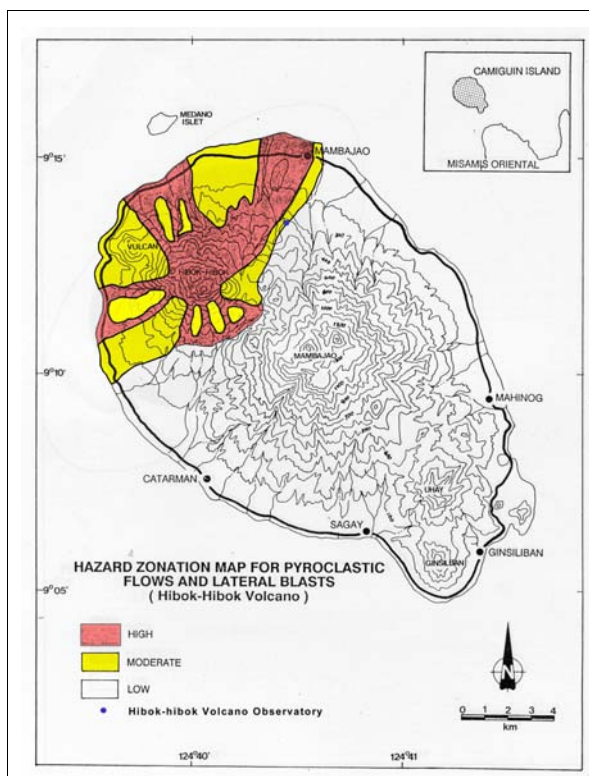 CAMIGUIN ISLAND
MISAMIS ORIENTAL
MEDANO
ISLET
9°15'
MAMBAJAO
VULCAN
HIBOK-HIBOK
MAMBAJAO
9°10'
MAHINOG
CATARMAN
UHAY
SAGAY
GINSILIBAN
GINSILIBAN
9°05'
HAZARD ZONATION MAP FOR PYROCLASTIC
FLOWS AND LATERAL BLASTS
( Hibok-Hibok Volcano )
HIGH
MODERATE
LOW
Hibok-hibok Volcano Observatory
N
0 1 2 3 4
km
124°40'
124°41'